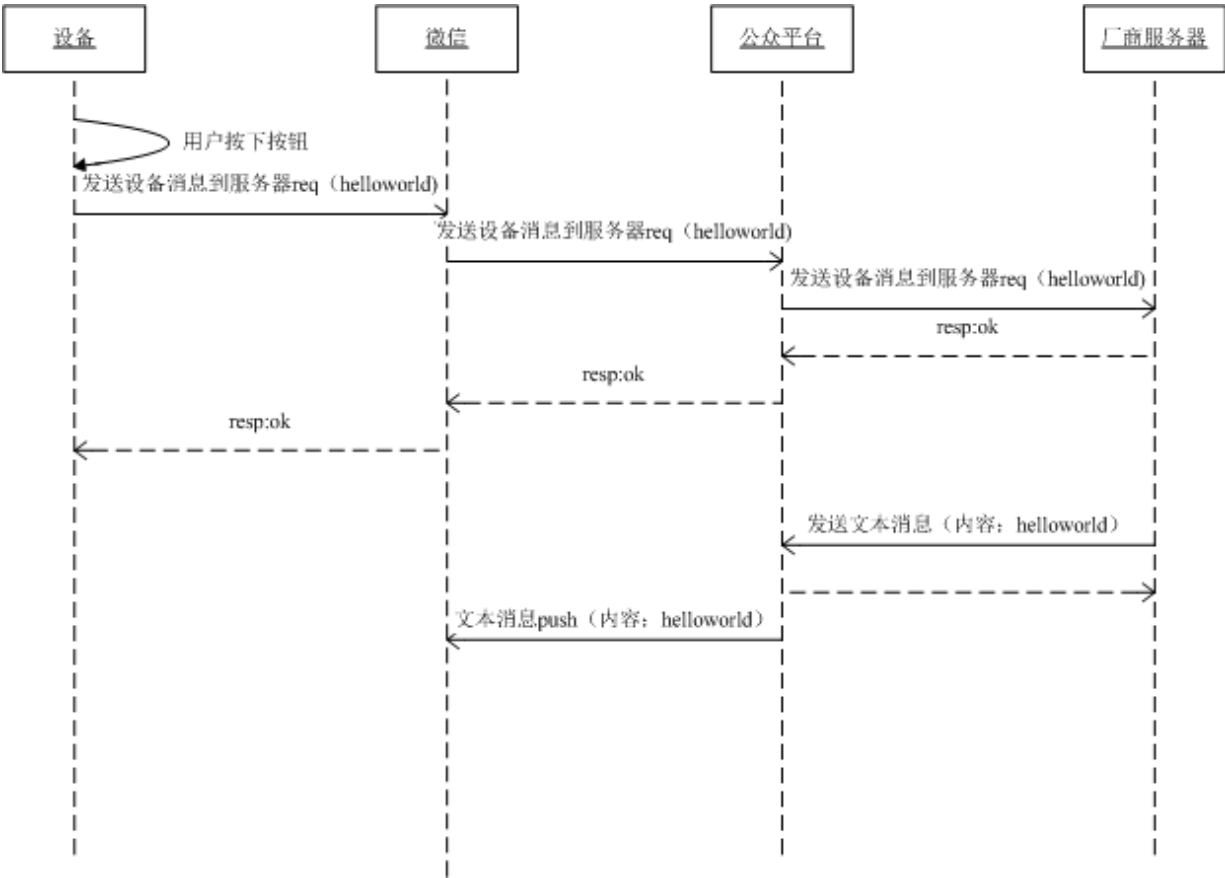 设备
微信
公众平台
厂商服务器
用户按下按钮
发送设备消息到服务器req（helloworld)
发送设备消息到服务器req（helloworld)
发送设备消息到服务器req（helloworld)
resp:ok
resp:ok
resp:ok
发送文本消息（内容：helloworld）
文本消息push（内容：helloworld）